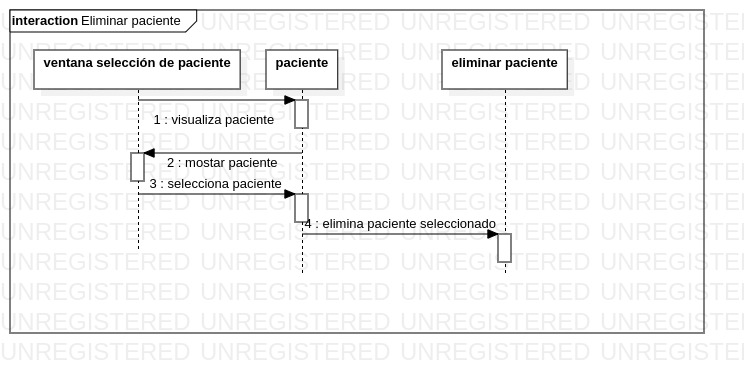 interaction Eliminar paciente
ventana selección de paciente
paciente
eliminar paciente
1 : visualiza paciente
2 : mostar paciente
3 : selecciona paciente
4 : elimina paciente seleccionado
UNREGISTERED UNREGISTERED UNREGISTERED UNREGISTERED